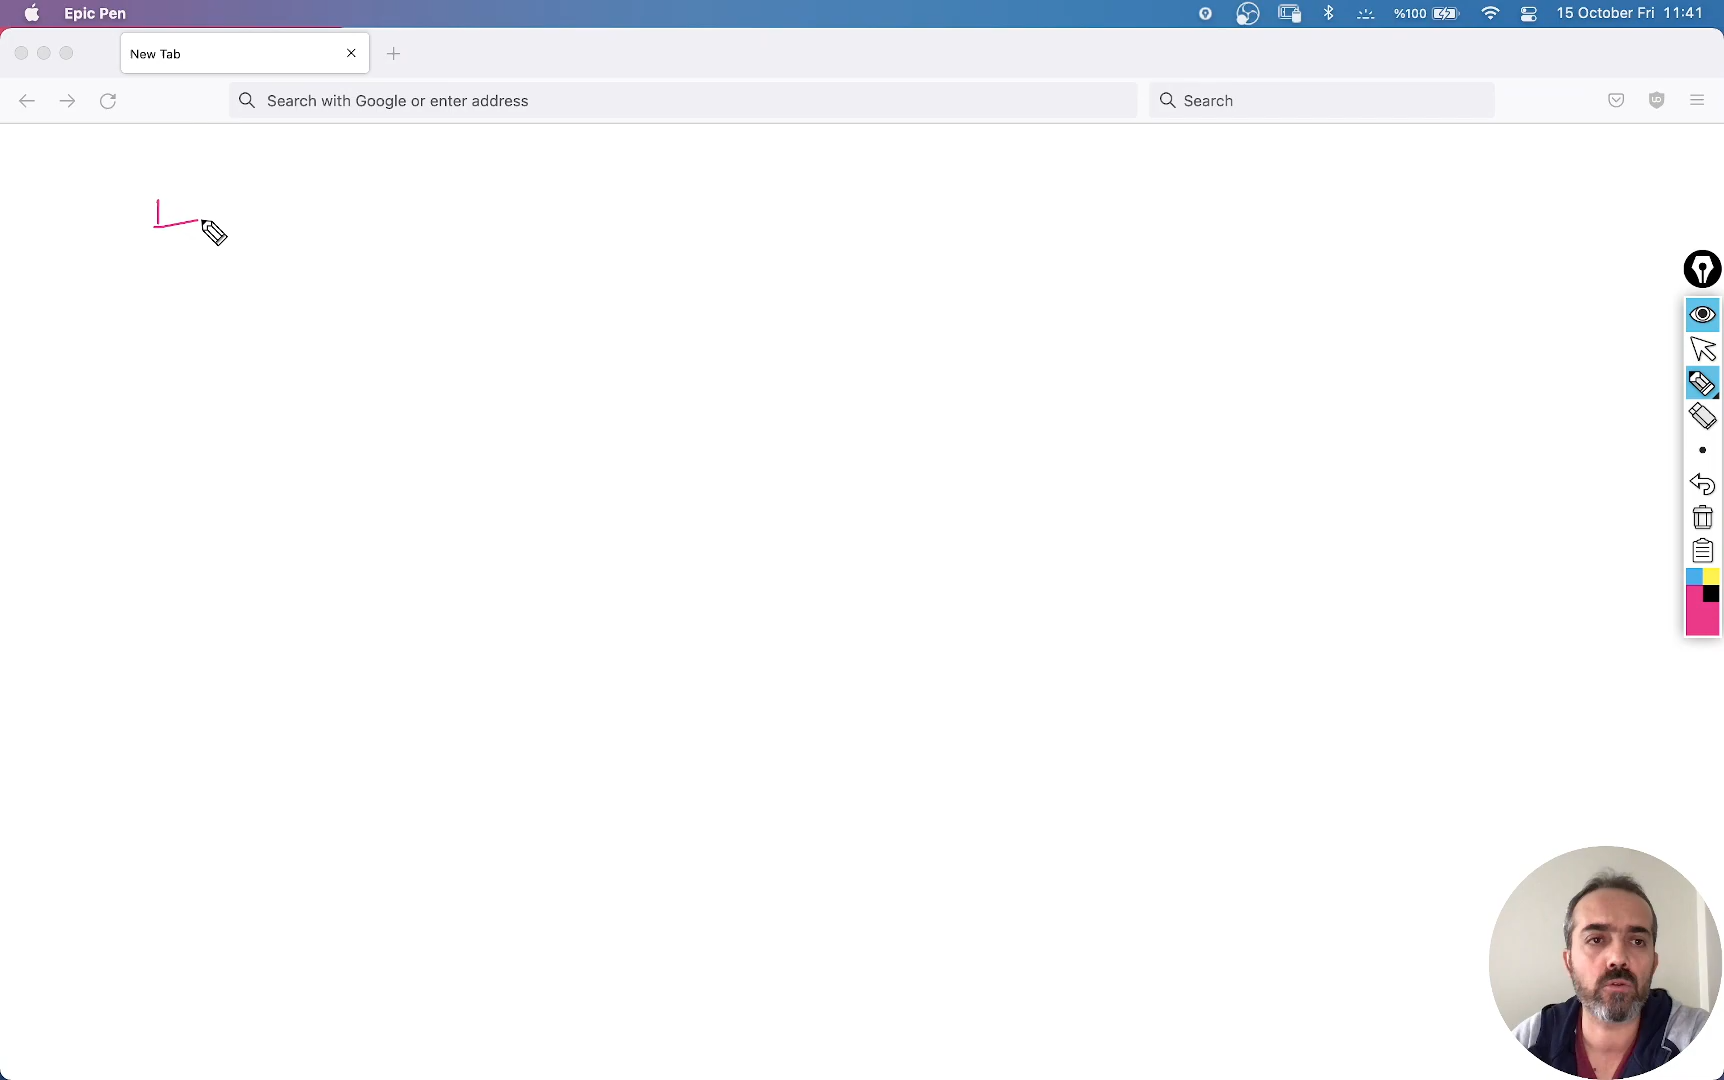 Epic Pen %100 15 October Fri 11:41
New Tab
Search with Google or enter address Search